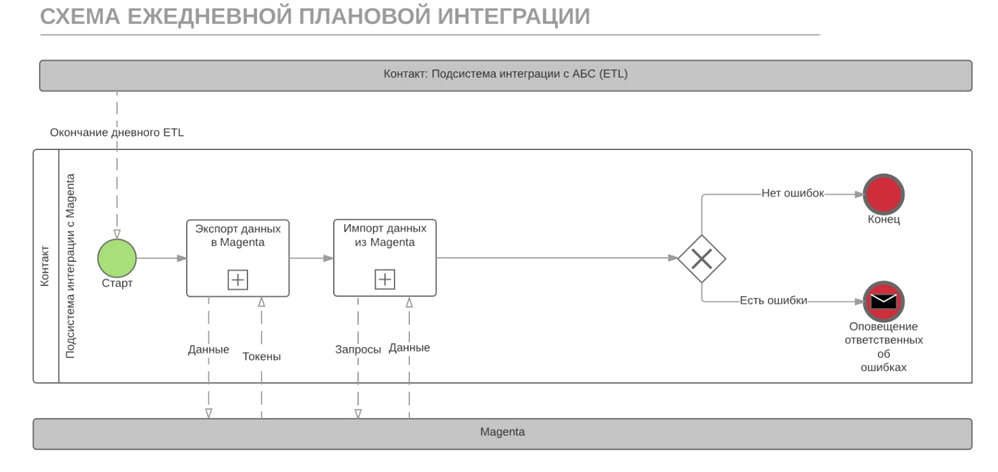 СХЕМА ЕЖЕДНЕВНОЙ ПЛАНОВОЙ ИНТЕГРАЦИИ
Контакт: Подсистема интеграции с АБС (ETL)
Окончание дневного ETL
Контакт
Подсистема интеграции с Magenta
Старт
Экспорт данных
в Magenta
Импорт данных
из Magenta
Нет ошибок
Конец
Есть ошибки
Оповещение
ответственных
об
ошибках
Данные
Токены
Запросы
Данные
Magenta